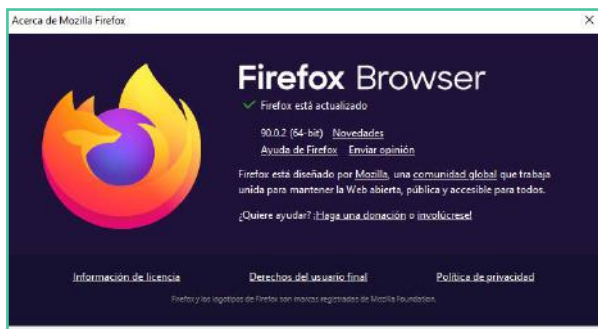 Acerca de Mozilla Firefox
Firefox Browser
Firefox está actualizado
90.0.2 (64-bit) Novedades
Ayuda de Firefox Enviar opinión
Firefox está diseñado por Mozilla, una comunidad global que trabaja
unida para mantener la Web abierta, pública y accesible para todos.
¿Quiere ayudar? ¡Haga una donación o involúcrese!
Información de licencia Derechos del usuario final Política de privacidad
Firefox y los logotipos de Firefox son marcas registradas de Mozilla Foundation.